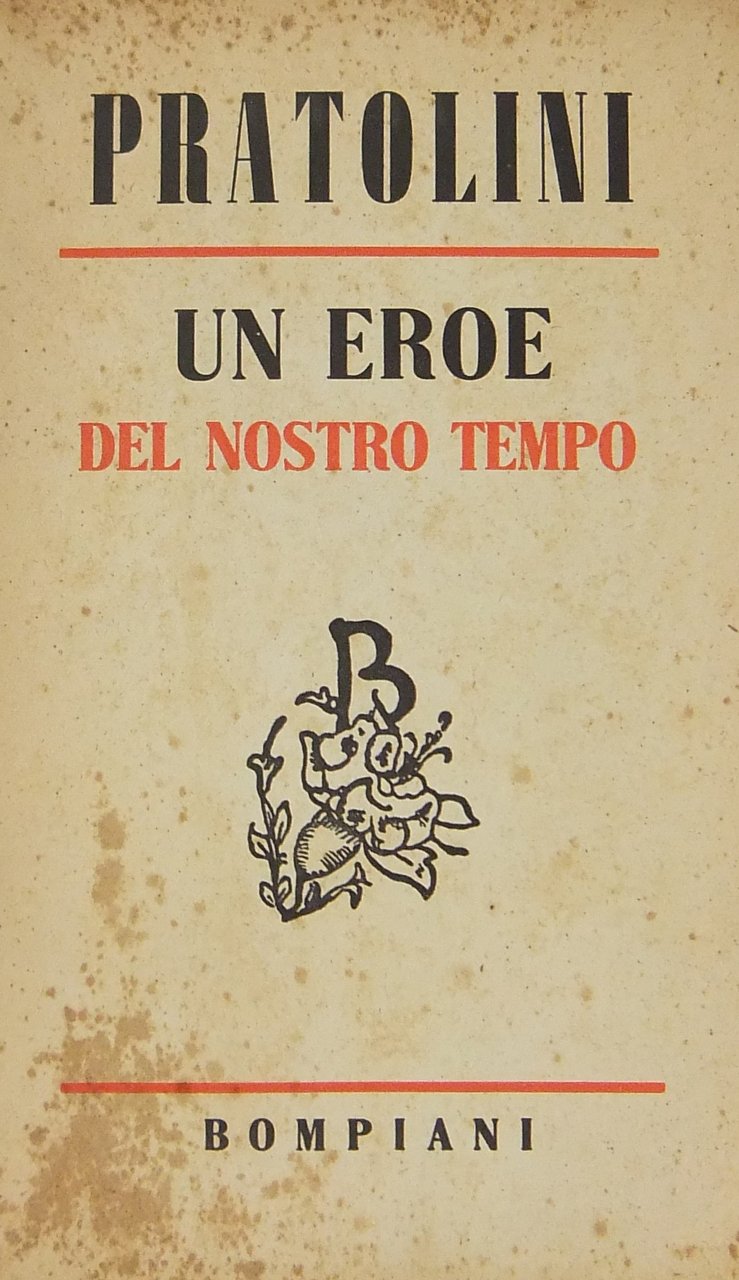 PRATOLINI
UN EROE
DEL NOSTRO TEMPO
B
BOMPIANI